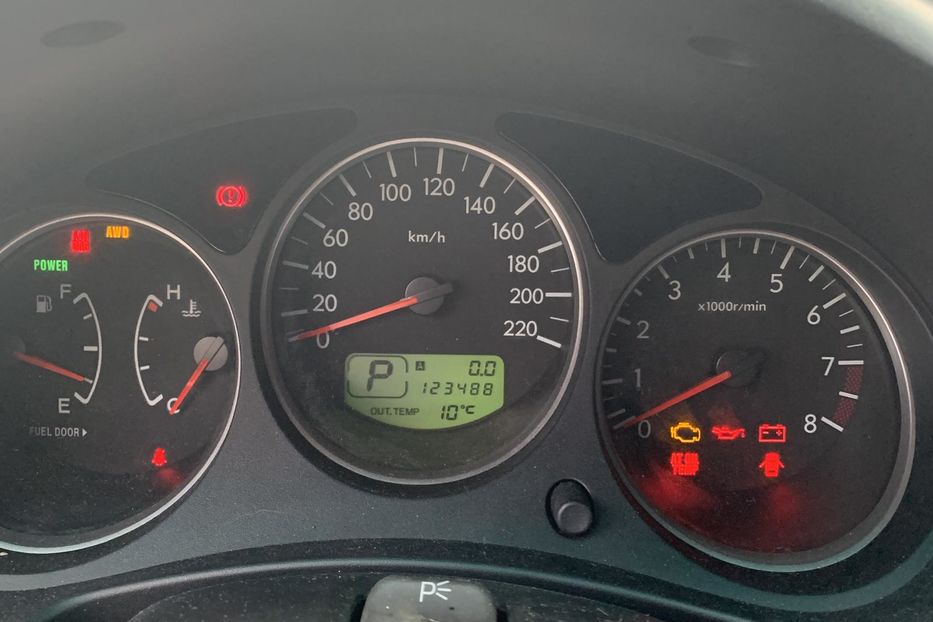 AWD
POWER
F
E
H
C
FUEL DOOR
0
20
40
60
80
100
120
140
160
180
200
220
km/h
P
A
0.0
123488
OUT.TEMP 10°C
0
1
2
3
4
5
6
7
8
x1000r/min
AT OIL
TEMP
P